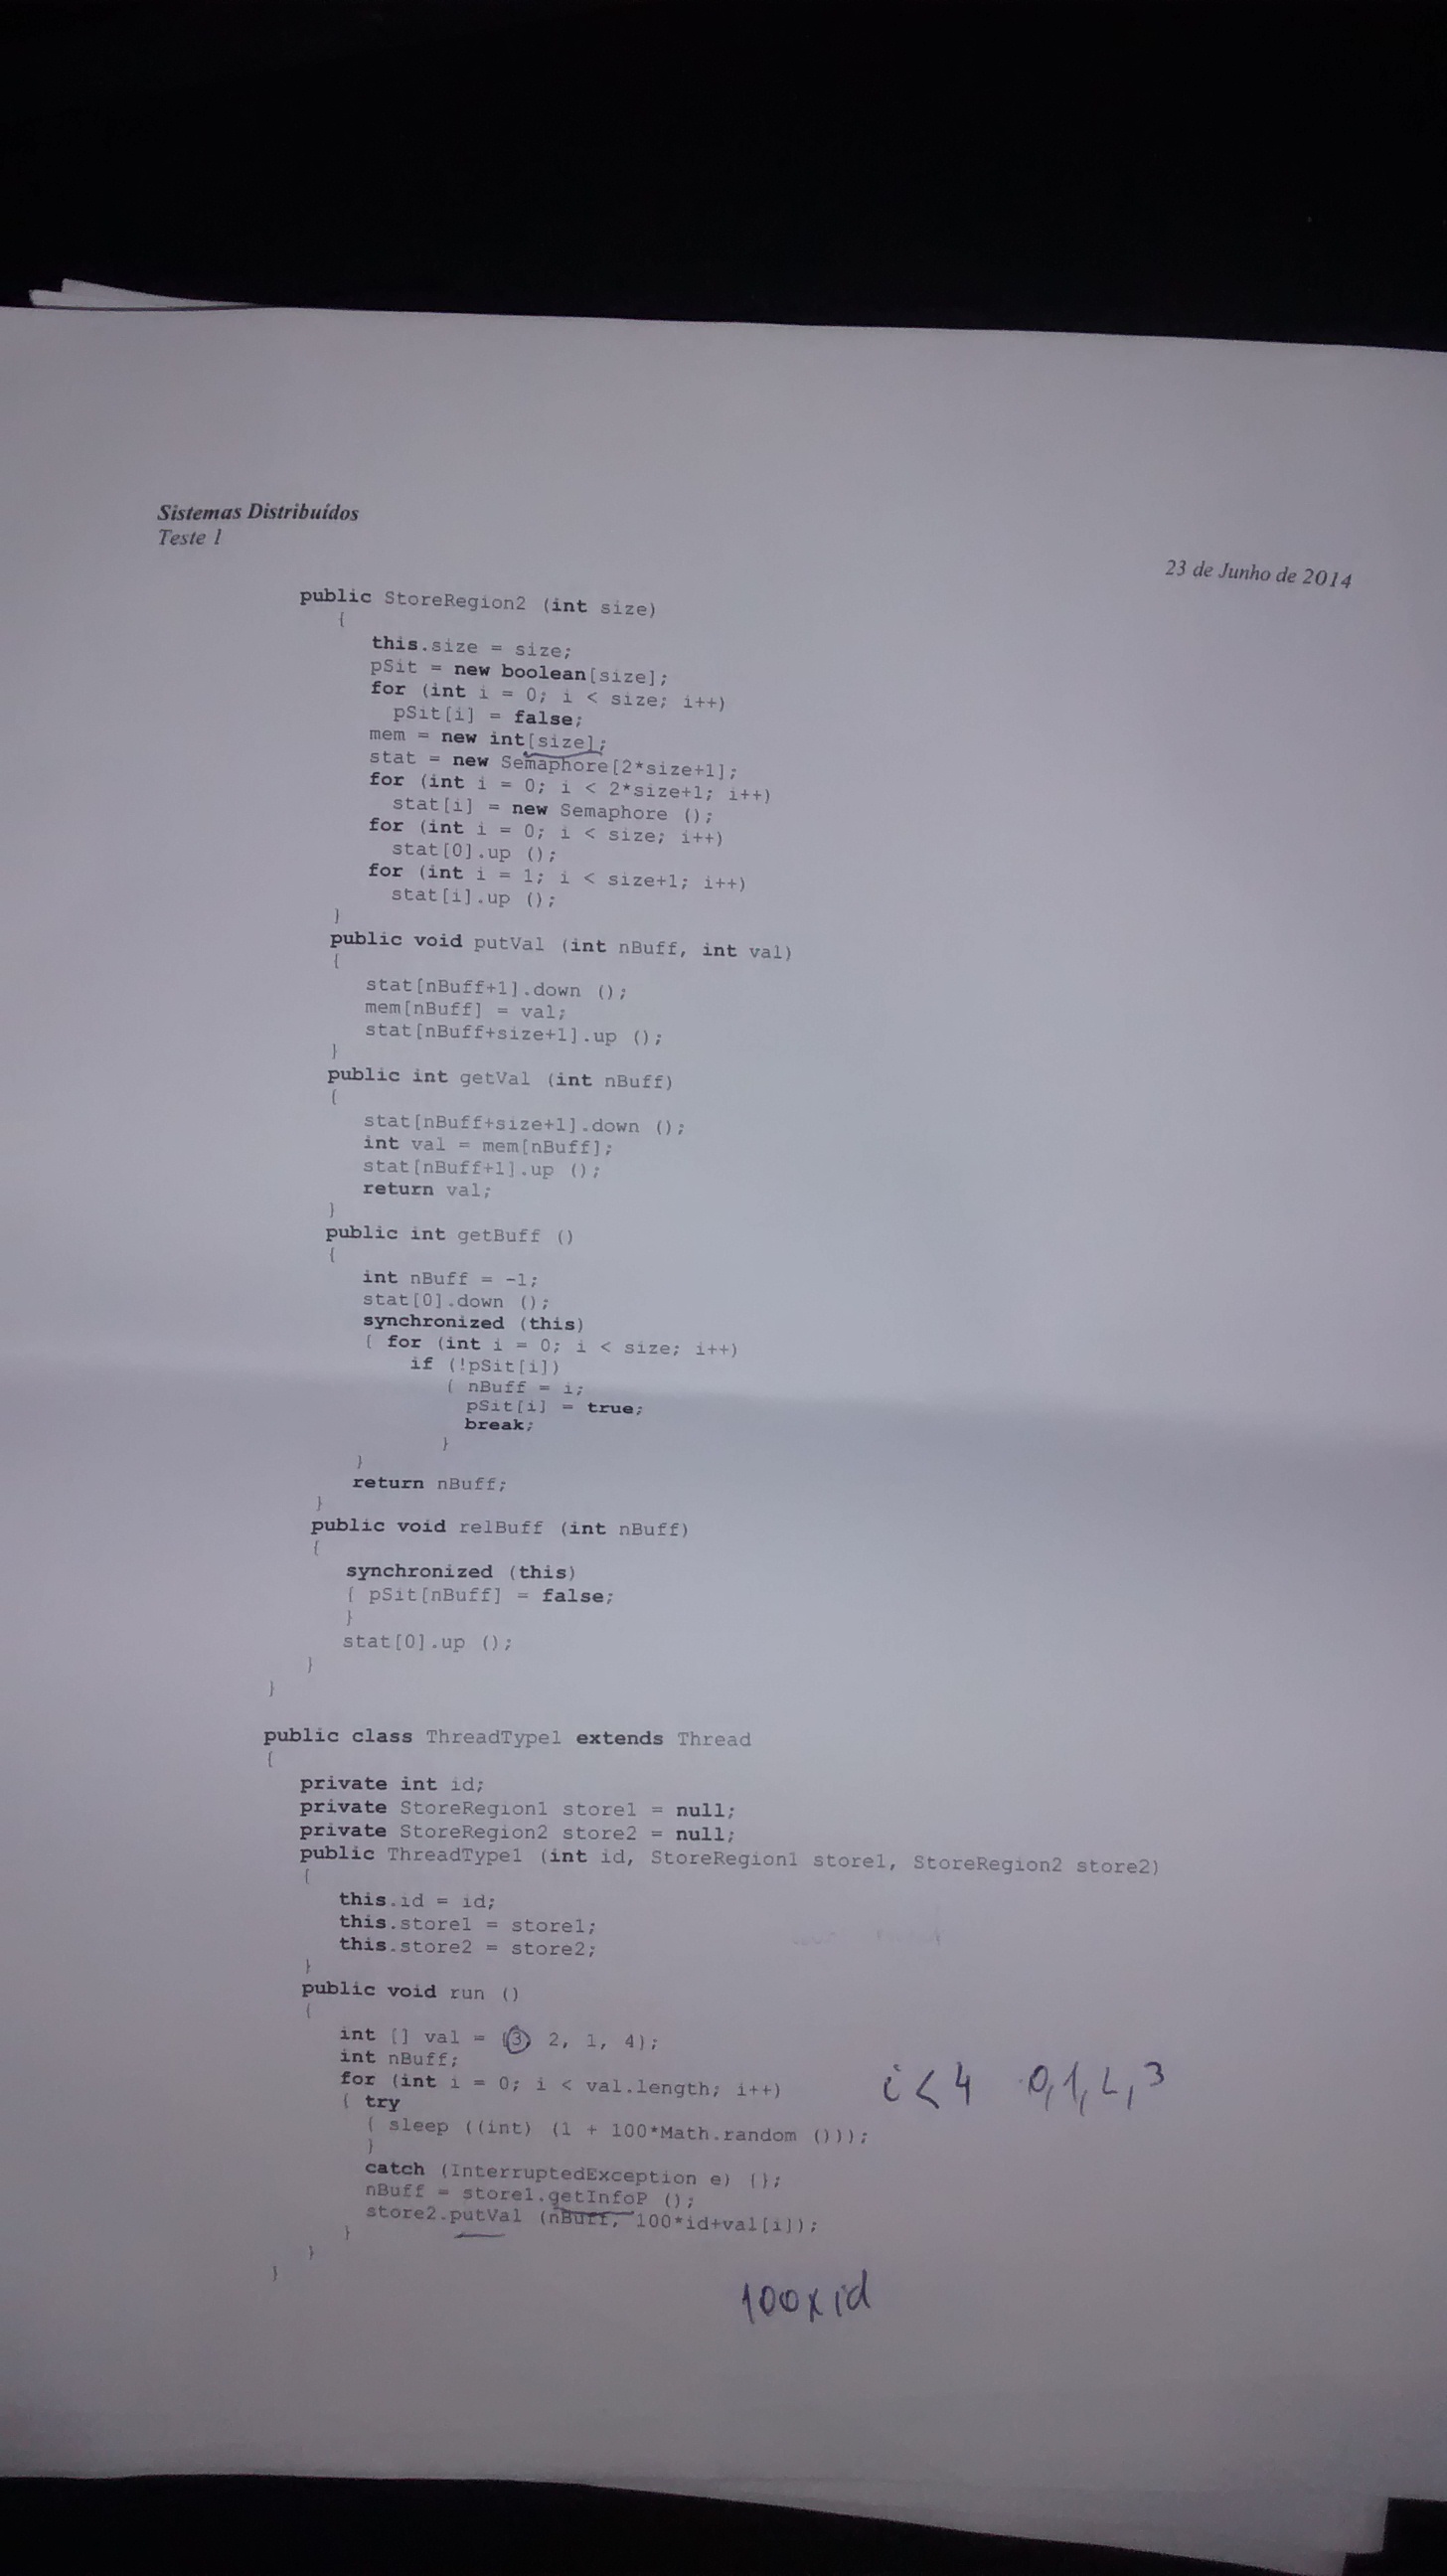 Sistemas Distribuídos
Teste 1
23 de Junho de 2014
public StoreRegion2 (int size)
{
this.size = size;
pSit = new boolean[size];
for (int i = 0; i < size; i++)
pSit[i] = false;
mem = new int[size];
stat = new Semaphore[2*size+1];
for (int i = 0; i < 2*size+1; i++)
stat[i] = new Semaphore ();
for (int i = 0; i < size; i++)
stat[0].up ();
for (int i = 1; i < size+1; i++)
stat[i].up ();
}
public void putVal (int nBuff, int val)
{
stat[nBuff+1].down ();
mem[nBuff] = val;
stat[nBuff+size+1].up ();
}
public int getVal (int nBuff)
{
stat[nBuff+size+1].down ();
int val = mem[nBuff];
stat[nBuff+1].up ();
return val;
}
public int getBuff ()
{
int nBuff = -1;
stat[0].down ();
synchronized (this)
{ for (int i = 0; i < size; i++)
if (!pSit[i])
{ nBuff = i;
pSit[i] = true;
break;
}
}
return nBuff;
}
public void relBuff (int nBuff)
{
synchronized (this)
{ pSit[nBuff] = false;
}
stat[0].up ();
}
}
public class ThreadType1 extends Thread
{
private int id;
private StoreRegion1 store1 = null;
private StoreRegion2 store2 = null;
public ThreadType1 (int id, StoreRegion1 store1, StoreRegion2 store2)
{
this.id = id;
this.store1 = store1;
this.store2 = store2;
}
public void run ()
{
int [] val = {3, 2, 1, 4};
int nBuff;
for (int i = 0; i < val.length; i++) i < 4 0,1,2,3
{ try
{ sleep ((int) (1 + 100*Math.random ()));
}
catch (InterruptedException e) {};
nBuff = store1.getInfoP ();
store2.putVal (nBuff, 100*id+val[i]);
}
}
}
100xid